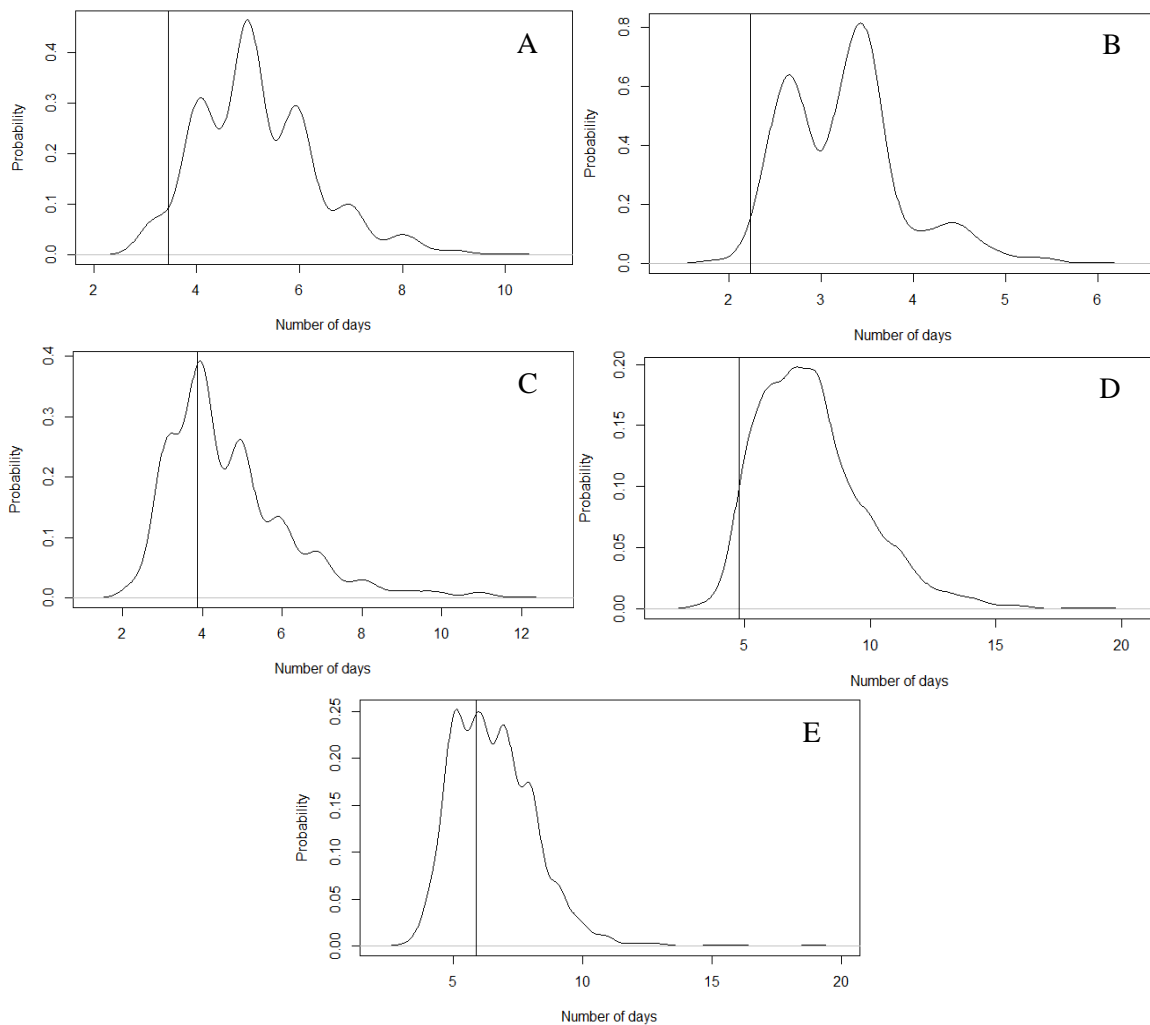 A
Probability
0.0 0.1 0.2 0.3 0.4
2 4 6 8 10
Number of days
B
Probability
0.0 0.2 0.4 0.6 0.8
2 3 4 5 6
Number of days
C
Probability
0.0 0.1 0.2 0.3 0.4
2 4 6 8 10 12
Number of days
D
Probability
0.00 0.05 0.10 0.15 0.20
5 10 15 20
Number of days
E
Probability
0.00 0.05 0.10 0.15 0.20 0.25
5 10 15 20
Number of days